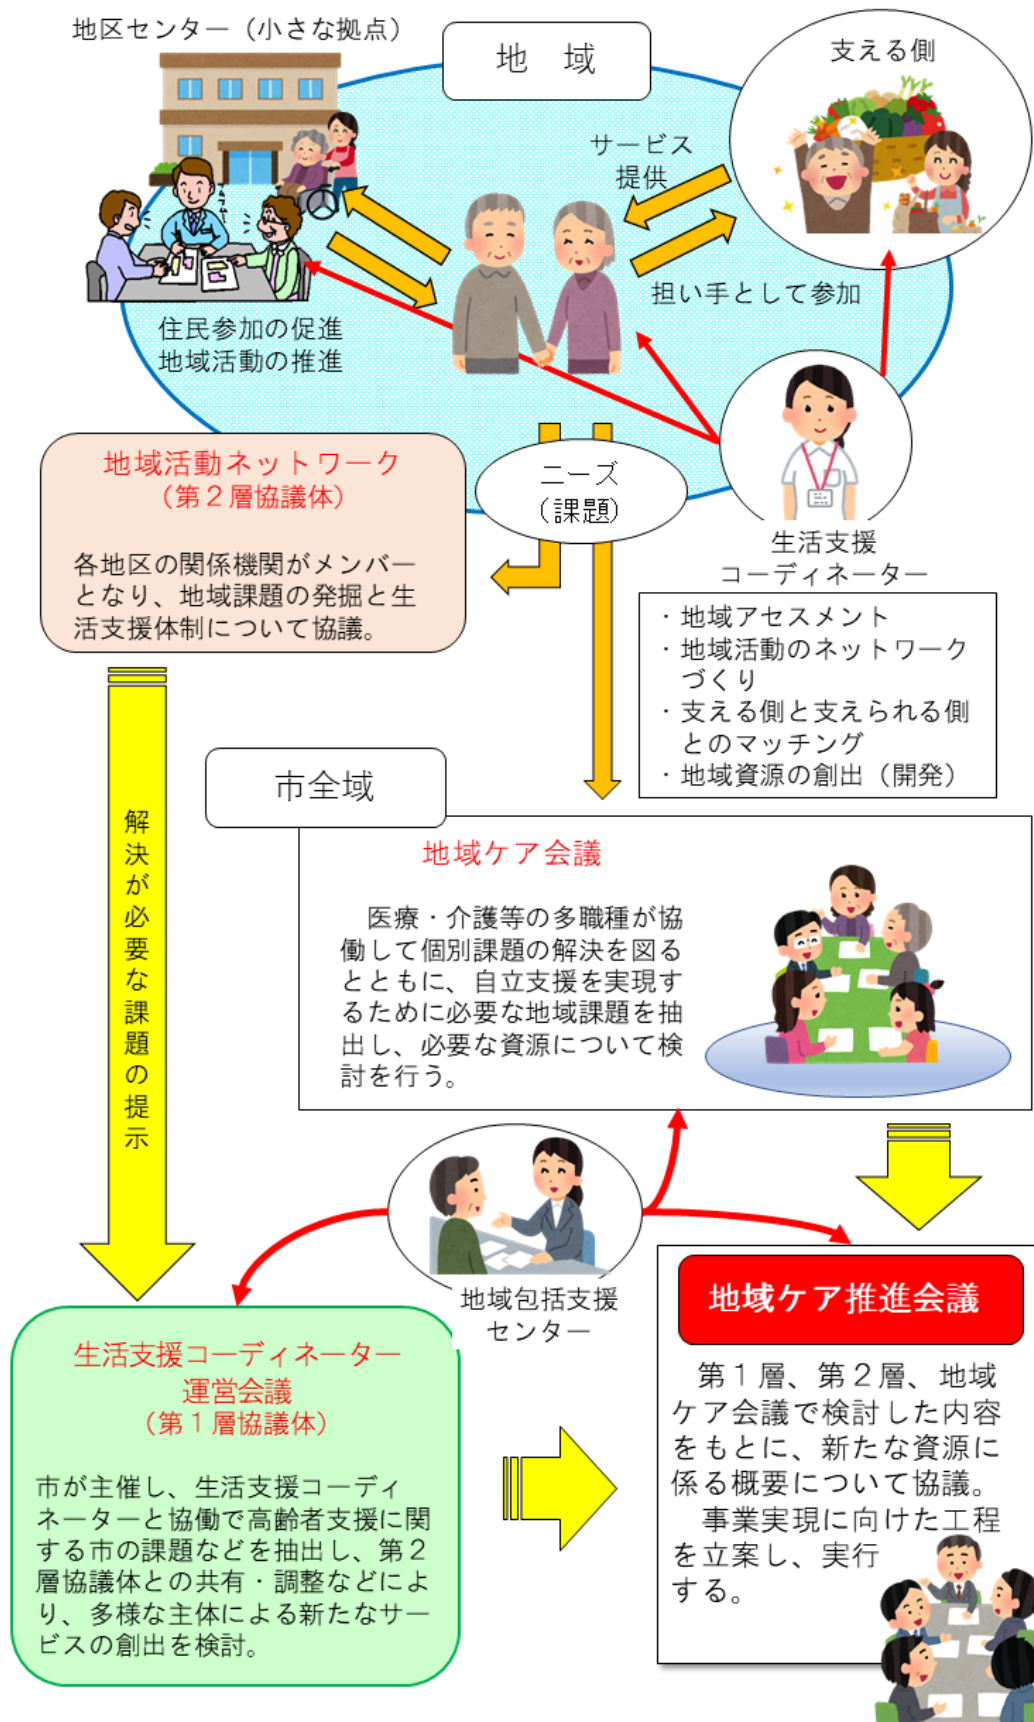 地区センター（小さな拠点）
地　域
支える側
サービス
提供
担い手として参加
住民参加の促進
地域活動の推進
地域活動ネットワーク
（第２層協議体）
各地区の関係機関がメンバー
となり、地域課題の発掘と生
活支援体制について協議。
ニーズ
（課題）
生活支援
コーディネーター
・地域アセスメント
・地域活動のネットワーク
づくり
・支える側と支えられる側
とのマッチング
・地域資源の創出（開発）
解決が必要な課題の提示
市全域
地域ケア会議
医療・介護等の多職種が協
働して個別課題の解決を図る
とともに、自立支援を実現す
るために必要な地域課題を抽
出し、必要な資源について検
討を行う。
地域包括支援
センター
生活支援コーディネーター
運営会議
（第１層協議体）
市が主催し、生活支援コーディ
ネーターと協働で高齢者支援に関
する市の課題などを抽出し、第２
層協議体との共有・調整などによ
り、多様な主体による新たなサー
ビスの創出を検討。
地域ケア推進会議
第１層、第２層、地域
ケア会議で検討した内容
をもとに、新たな資源に
係る概要について協議。
事業実現に向けた工程
を立案し、実行
する。